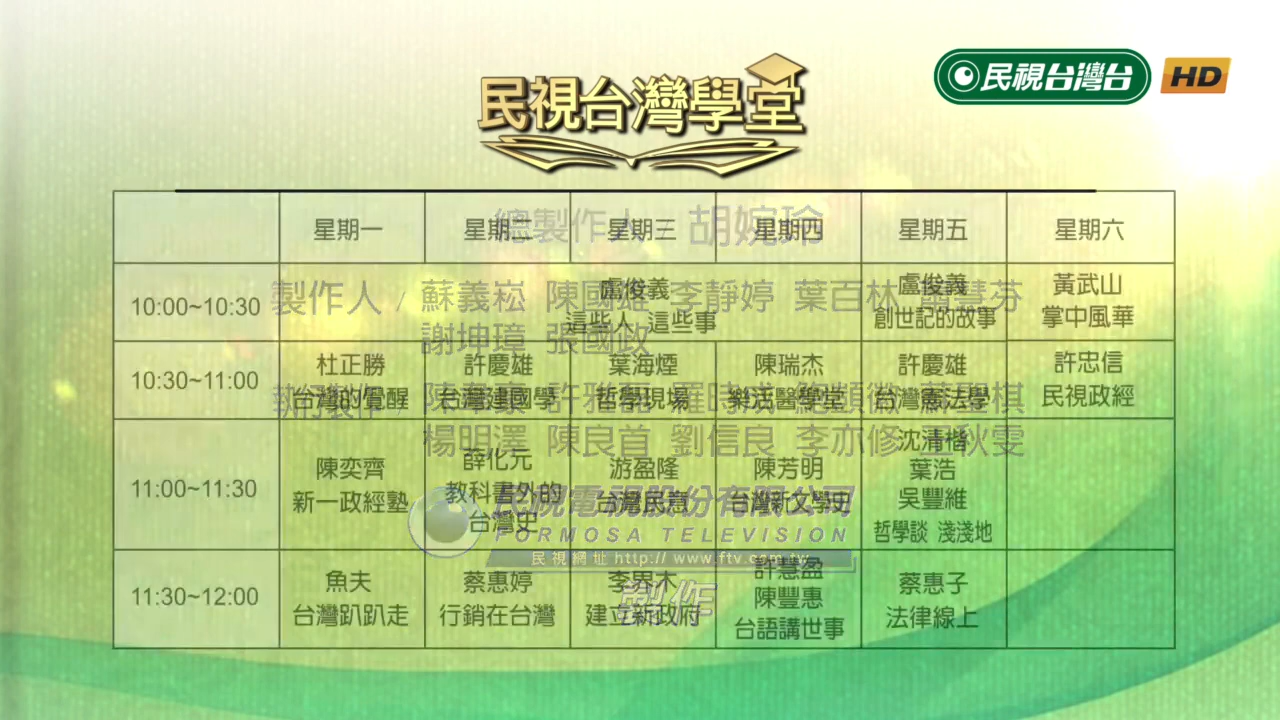 民視台灣學堂
民視台灣台 HD
星期一 星期二 星期三 星期四 星期五 星期六
總製作人 / 胡婉玲
10:00~10:30
盧俊義
這些人 這些事
盧俊義
創世記的故事
黃武山
掌中風華
製作人 / 蘇義崧 陳國雄 李靜婷 葉百林 慧芬
謝坤璋 張國政
10:30~11:00
杜正勝
台灣的覺醒
許慶雄
台灣建國學
葉海煙
哲學現場
陳瑞杰
樂活醫學堂
許慶雄
台灣憲法學
許忠信
民視政經
執行製作 許雅 羅時成
楊明澤 陳良首 劉信良 李亦修 秋雯
11:00~11:30
陳奕齊
新一政經塾
薛化元
教科書外的
台灣史
游盈隆
台灣民意
陳芳明
台灣新文學史
沈清楷
葉浩
吳豐維
哲學談 淺淺地
民視電視股份有限公司
FORMOSA TELEVISION
民視網址 http:// www.ftv.com.tw
製作
11:30~12:00
魚夫
台灣趴趴走
蔡惠婷
行銷在台灣
李界木
建立新政府
許慧盈
陳豐惠
台語講世事
蔡惠子
法律線上